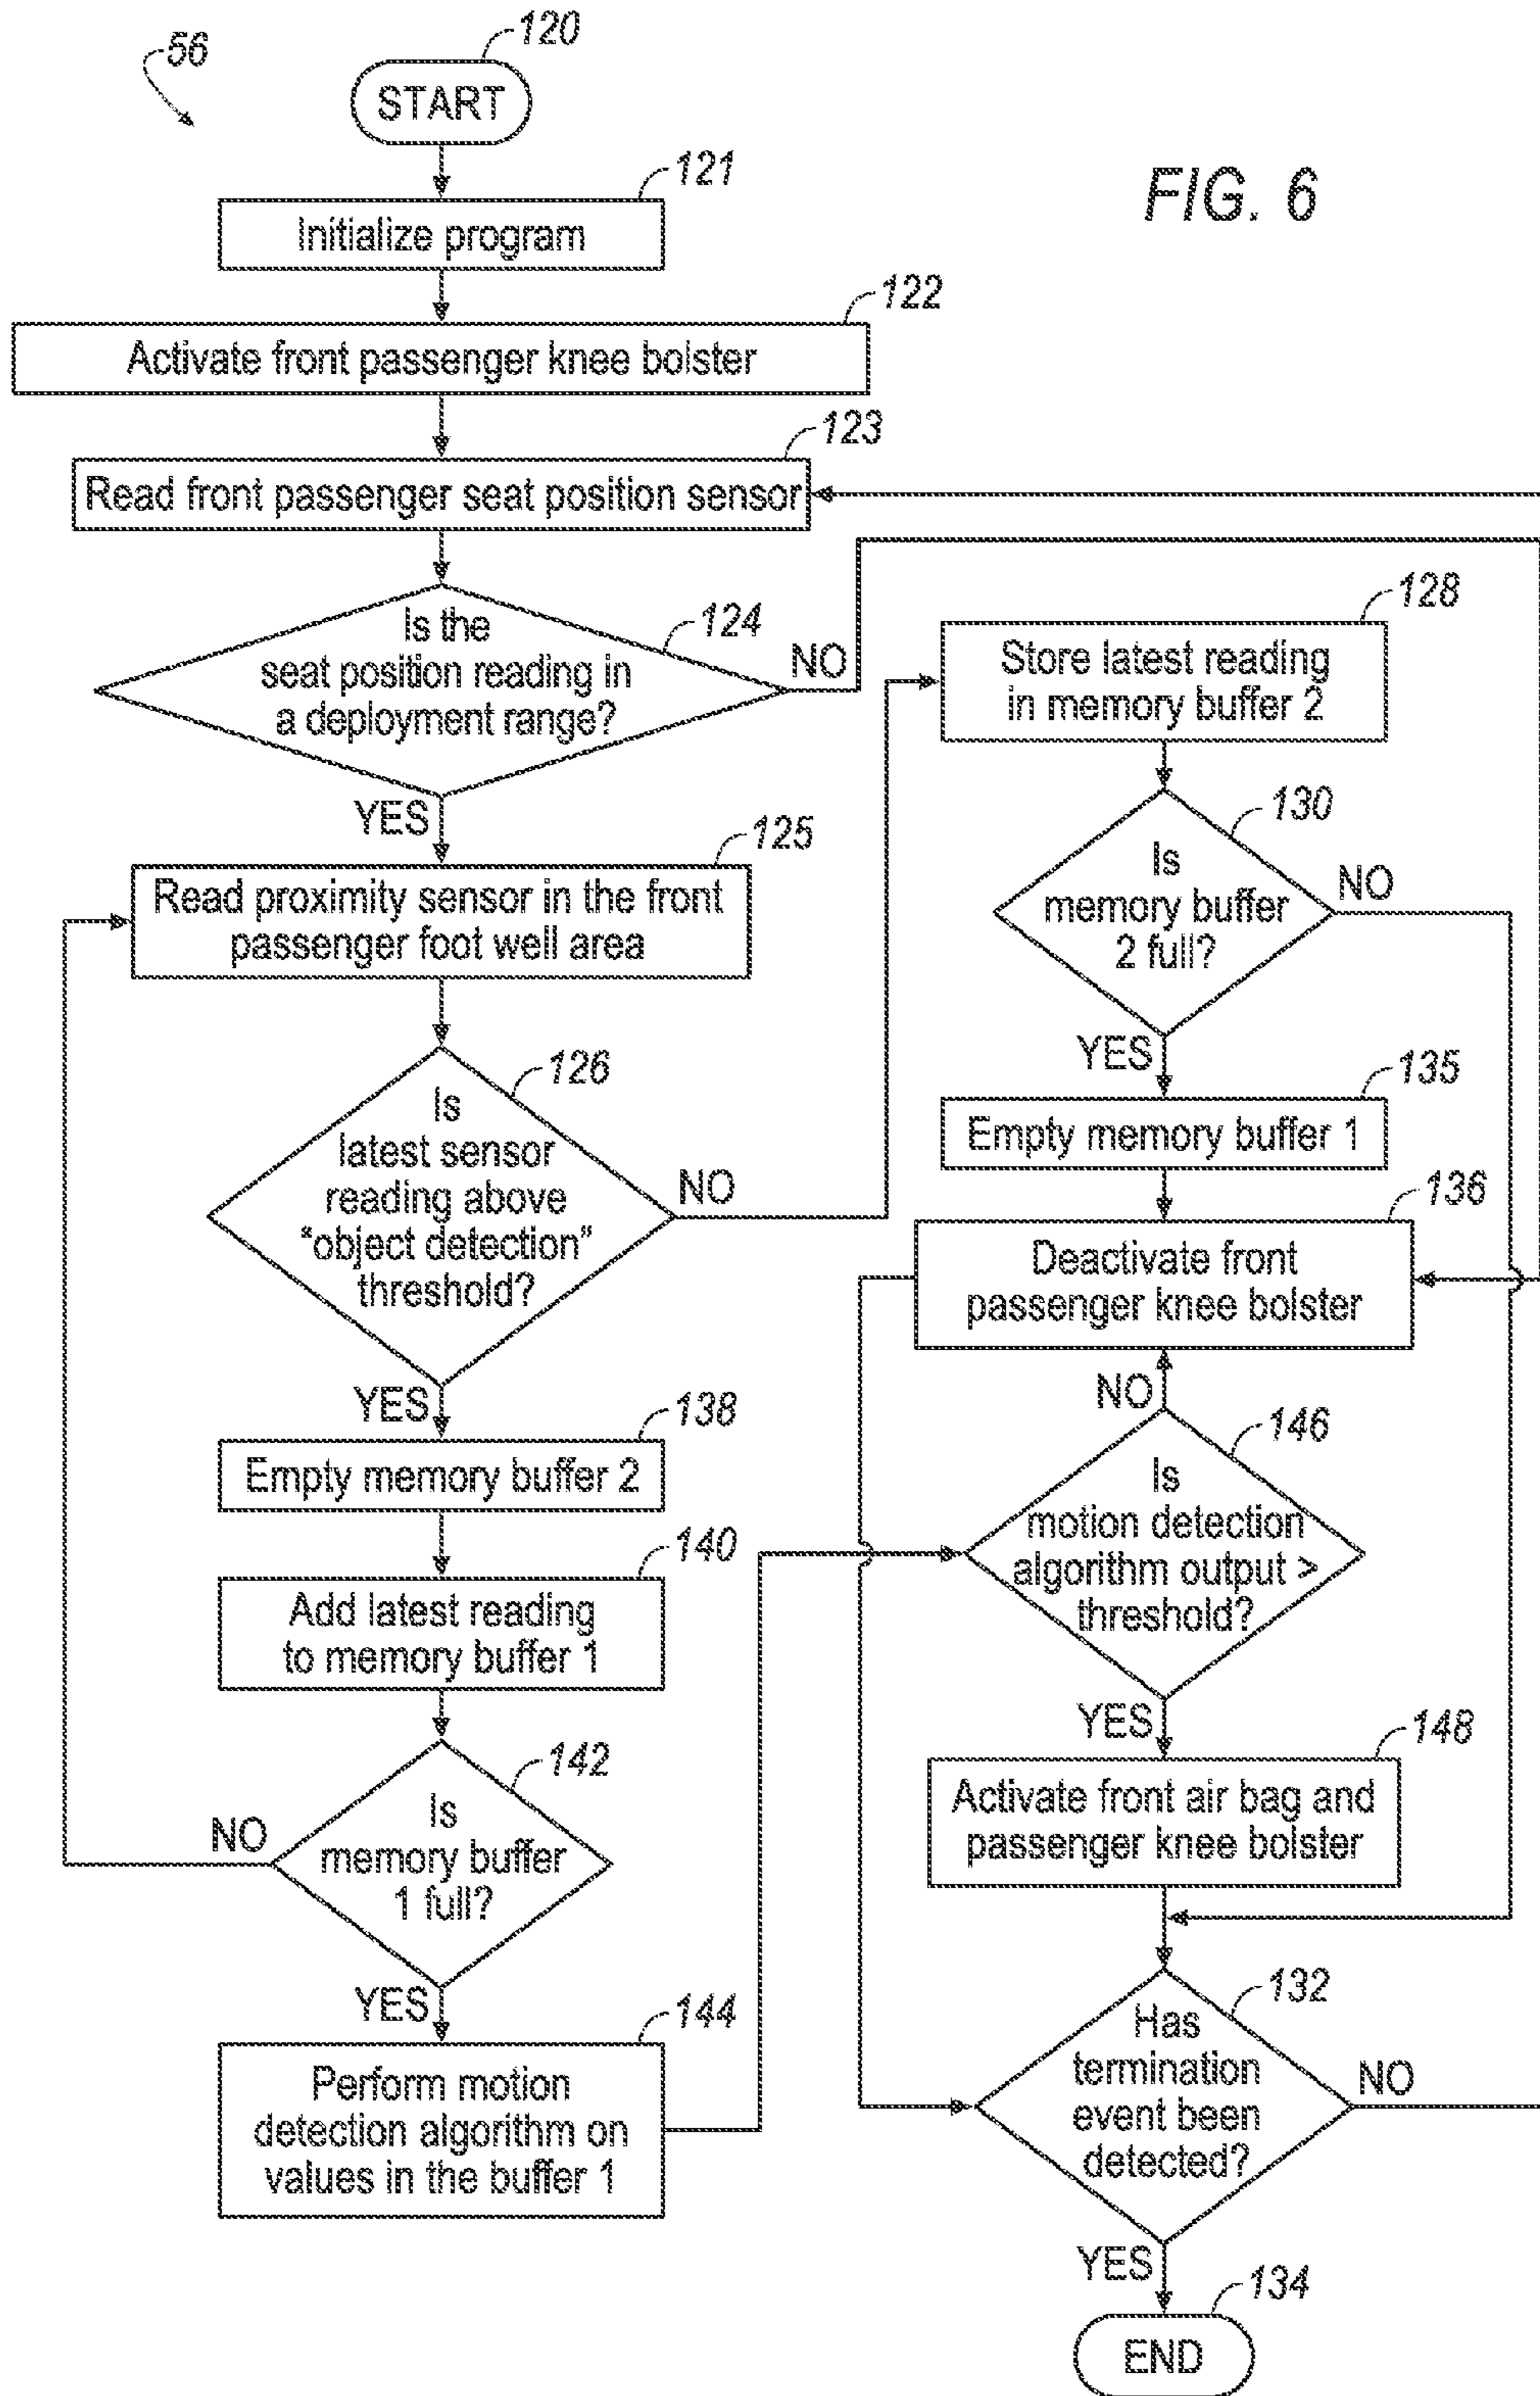 56
120
START
FIG. 6
121
Initialize program
122
Activate front passenger knee bolster
123
Read front passenger seat position sensor
124
Is the
seat position reading in
a deployment range?
NO
YES
125
Read proximity sensor in the front
passenger foot well area
126
Is
latest sensor
reading above
"object detection"
threshold?
NO
YES
138
Empty memory buffer 2
140
Add latest reading
to memory buffer 1
142
Is
memory buffer
1 full?
NO
YES
144
Perform motion
detection algorithm on
values in the buffer 1
128
Store latest reading
in memory buffer 2
130
Is
memory buffer
2 full?
NO
YES
135
Empty memory buffer 1
136
Deactivate front
passenger knee bolster
NO
146
Is
motion detection
algorithm output >
threshold?
YES
148
Activate front air bag and
passenger knee bolster
132
Has
termination
event been
detected?
NO
YES
134
END